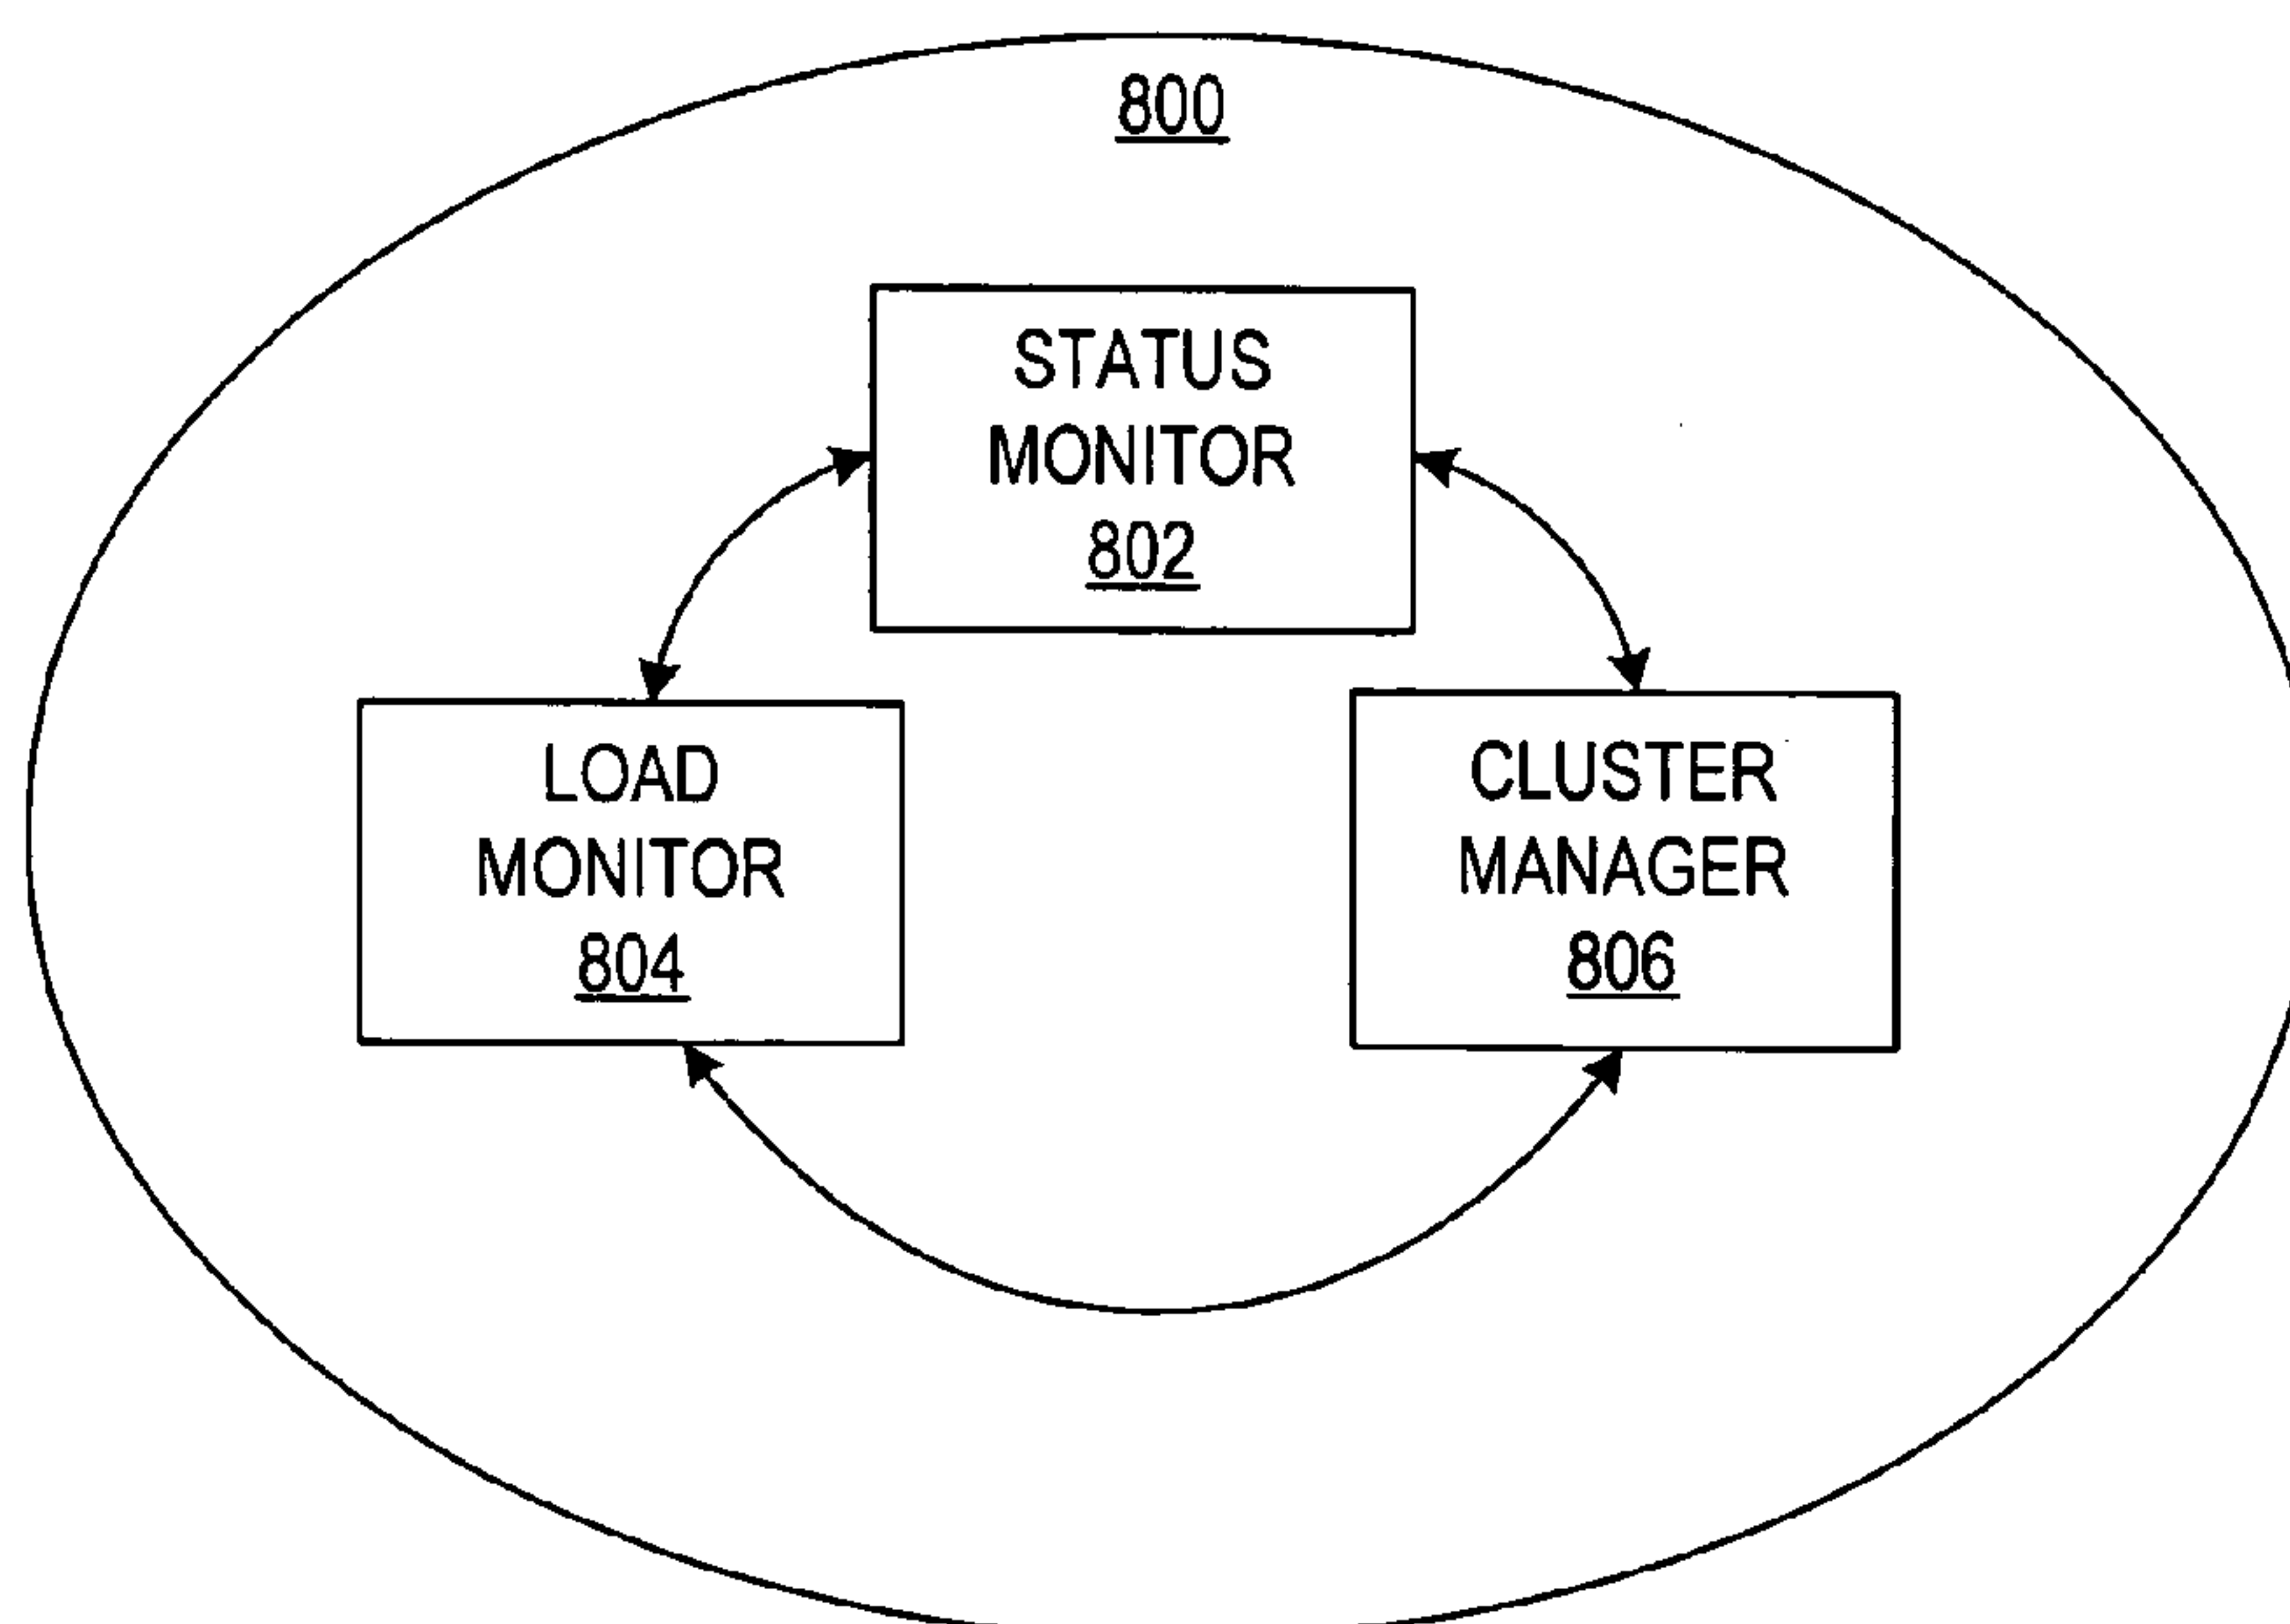 800
STATUS
MONITOR
802
LOAD
MONITOR
804
CLUSTER
MANAGER
806